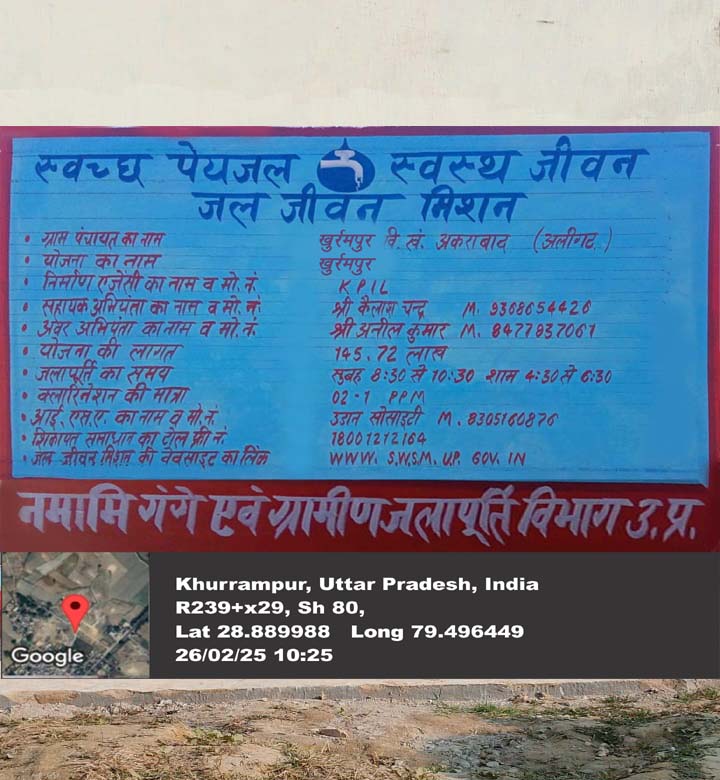 स्वच्छ पेयजल स्वस्थ जीवन
जल जीवन मिशन
• ग्राम पंचायत का नाम खुर्रमपुर वि. खं. अकराबाद (अलीगढ.)
• योजना का नाम खुर्रमपुर
• निर्माण एजेंसी का नाम व मो. नं. KPIL
• सहायक अभियंता का नाम व मो. नं. श्री कैलाश चन्द्र M. 9368654426
• अवर अभियंता का नाम व मो. नं. श्री अनील कुमार M. 8477837061
• योजना की लागत 145.72 लाख
• जलापूर्ति का समय सुबह 8:30 से 10:30 शाम 4:30 से 6:30
• क्लारिनेशन की मात्रा 02-1 PPM
• आई. एस. ए. का नाम व मो. नं. उडान सोसाइटी M. 8305160876
• शिकायत समाधान का टोल फ्री नं. 18001212164
• जल जीवन मिशन की वेबसाइट का लिंक WWW. S.W.S.M. U.P. GOV. IN
नमामि गंगे एवं ग्रामीण जलापूर्ति विभाग उ. प्र.
Khurrampur, Uttar Pradesh, India
R239+x29, Sh 80,
Lat 28.889988 Long 79.496449
26/02/25 10:25
Google